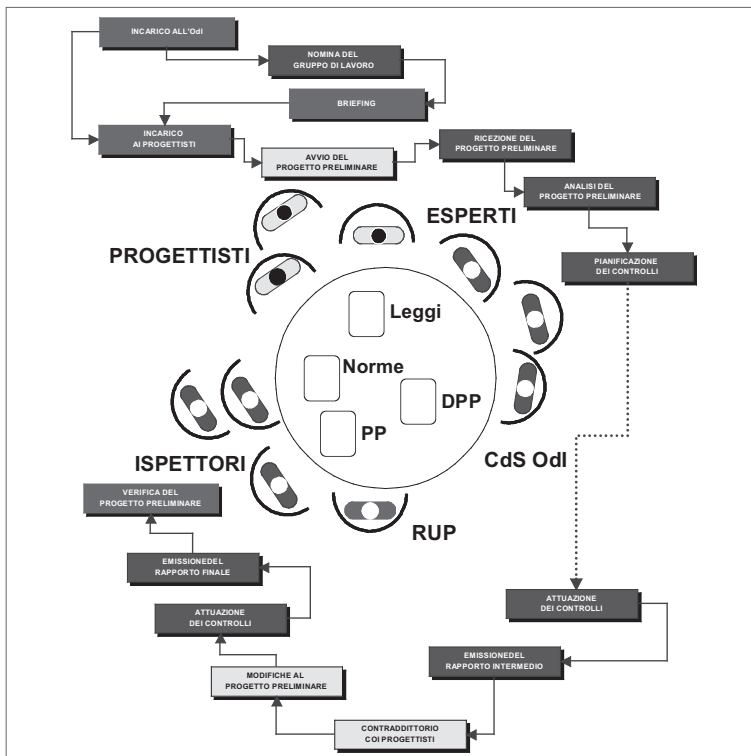 INCARICO ALL'OdI
NOMINA DEL
GRUPPO DI LAVORO
BRIEFING
INCARICO
AI PROGETTISTI
AVVIO DEL
PROGETTO PRELIMINARE
RICEZIONE DEL
PROGETTO PRELIMINARE
ANALISI DEL
PROGETTO PRELIMINARE
PIANIFICAZIONE
DEI CONTROLLI
ESPERTI
PROGETTISTI
Leggi
Norme
DPP
PP
CdS OdI
ISPETTORI
RUP
VERIFICA DEL
PROGETTO PRELIMINARE
EMISSIONEDEL
RAPPORTO FINALE
ATTUAZIONE
DEI CONTROLLI
ATTUAZIONE
DEI CONTROLLI
EMISSIONEDEL
RAPPORTO INTERMEDIO
MODIFICHE AL
PROGETTO PRELIMINARE
CONTRADDITTORIO
COI PROGETTISTI